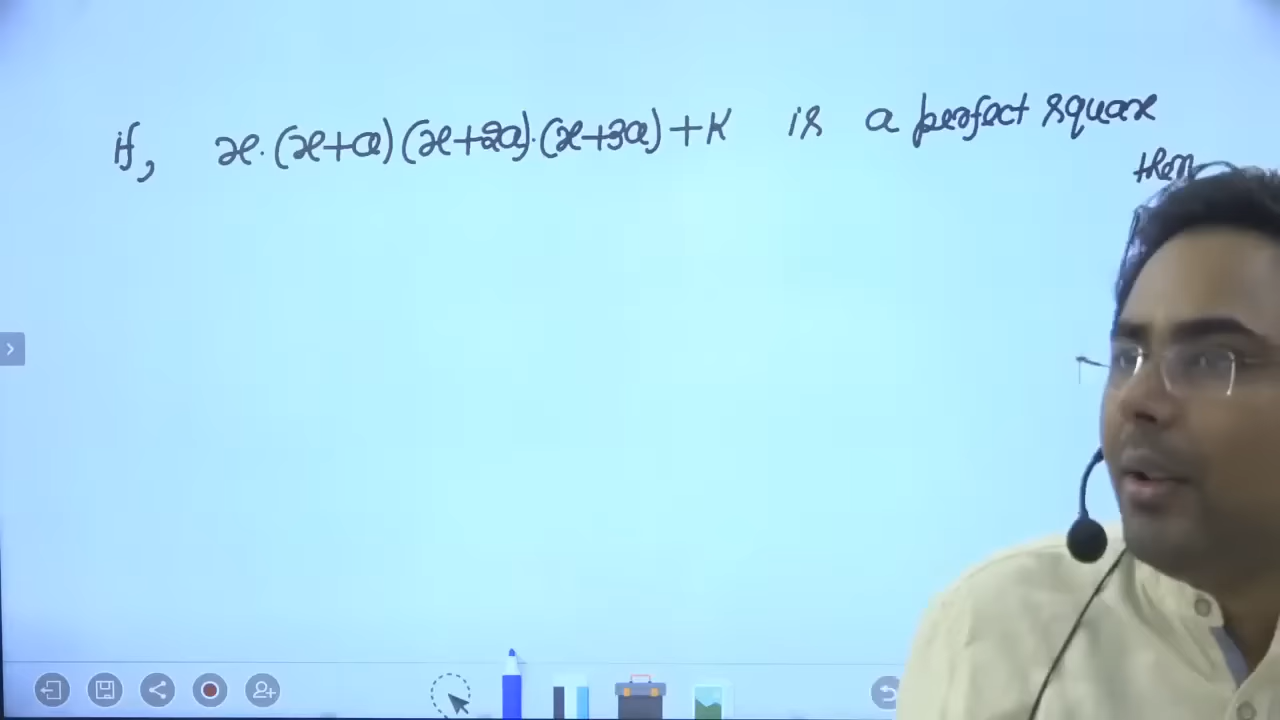 if, x.(x+a)(x+2a).(x+3a)+K is a perfect square
then